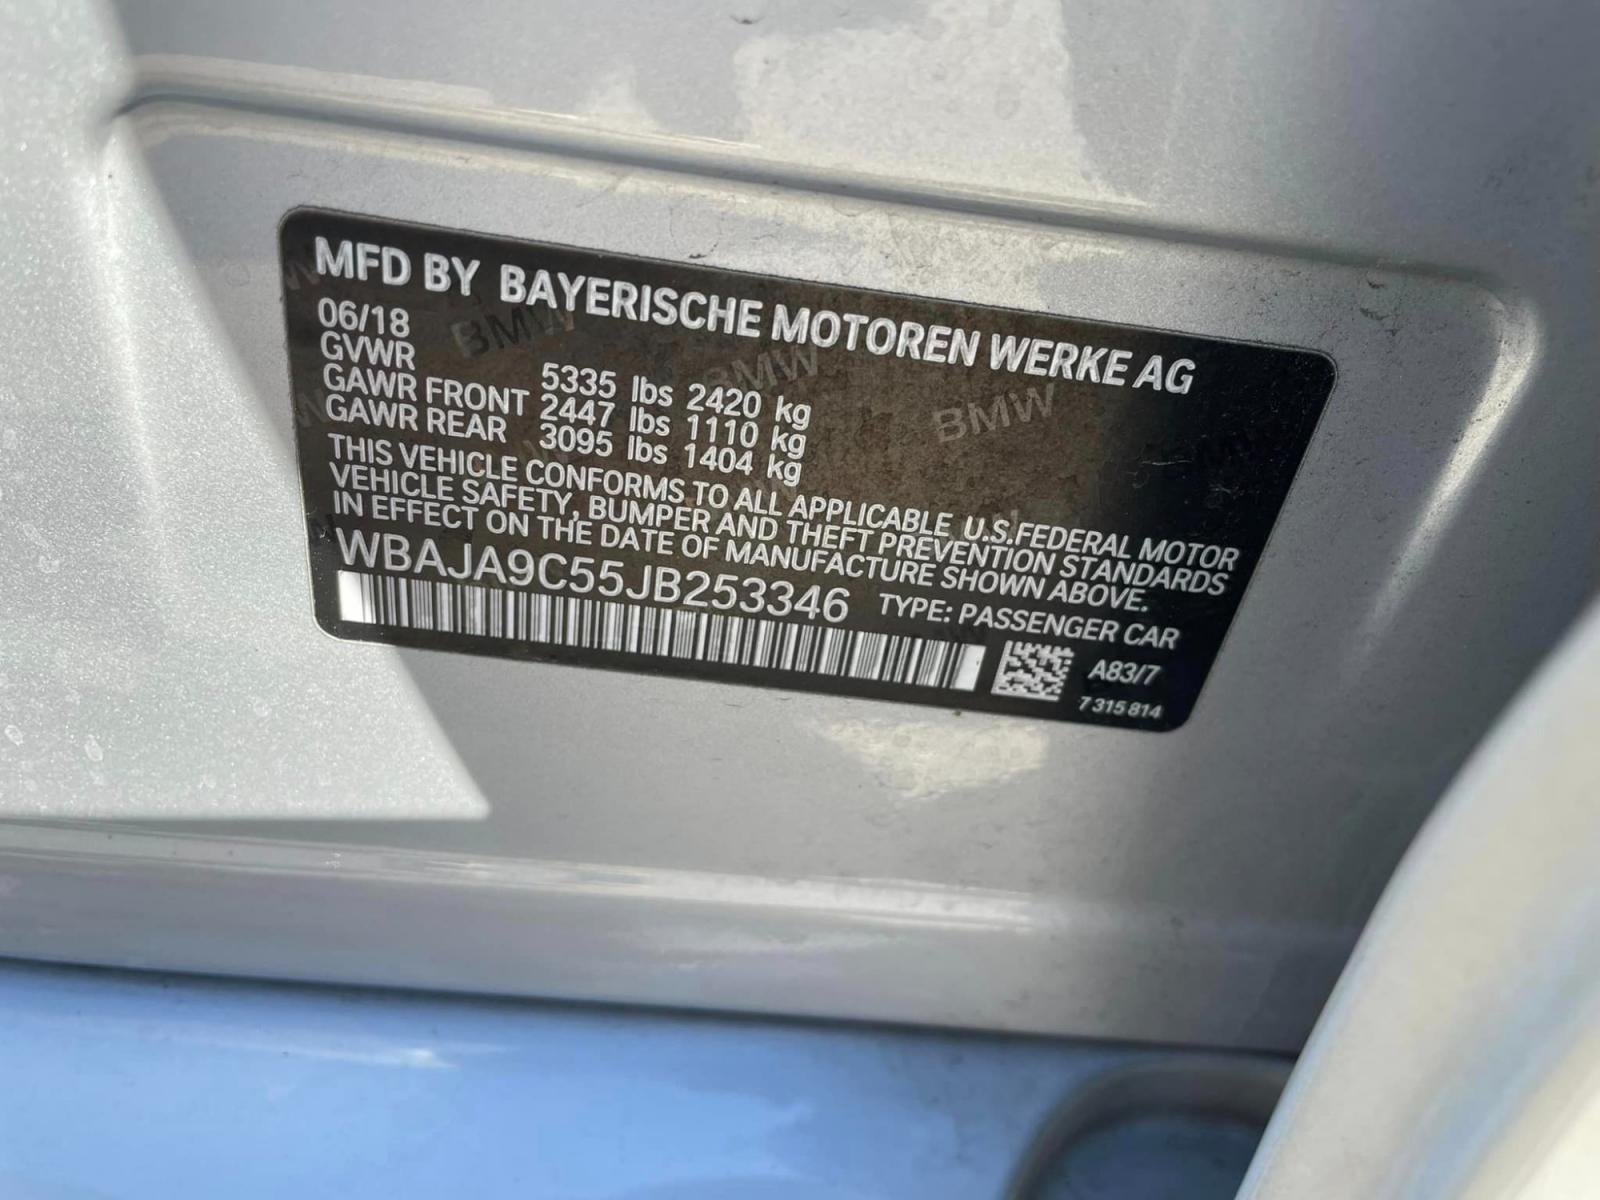 MFD BY BAYERISCHE MOTOREN WERKE AG
06/18
GVWR 5335 lbs 2420 kg
GAWR FRONT 2447 lbs 1110 kg
GAWR REAR 3095 lbs 1404 kg
THIS VEHICLE CONFORMS TO ALL APPLICABLE U.S.FEDERAL MOTOR
VEHICLE SAFETY, BUMPER AND THEFT PREVENTION STANDARDS
IN EFFECT ON THE DATE OF MANUFACTURE SHOWN ABOVE.
WBAJA9C55JB253346 TYPE: PASSENGER CAR
A83/7
7 315 814
BMW
BMW
BMW